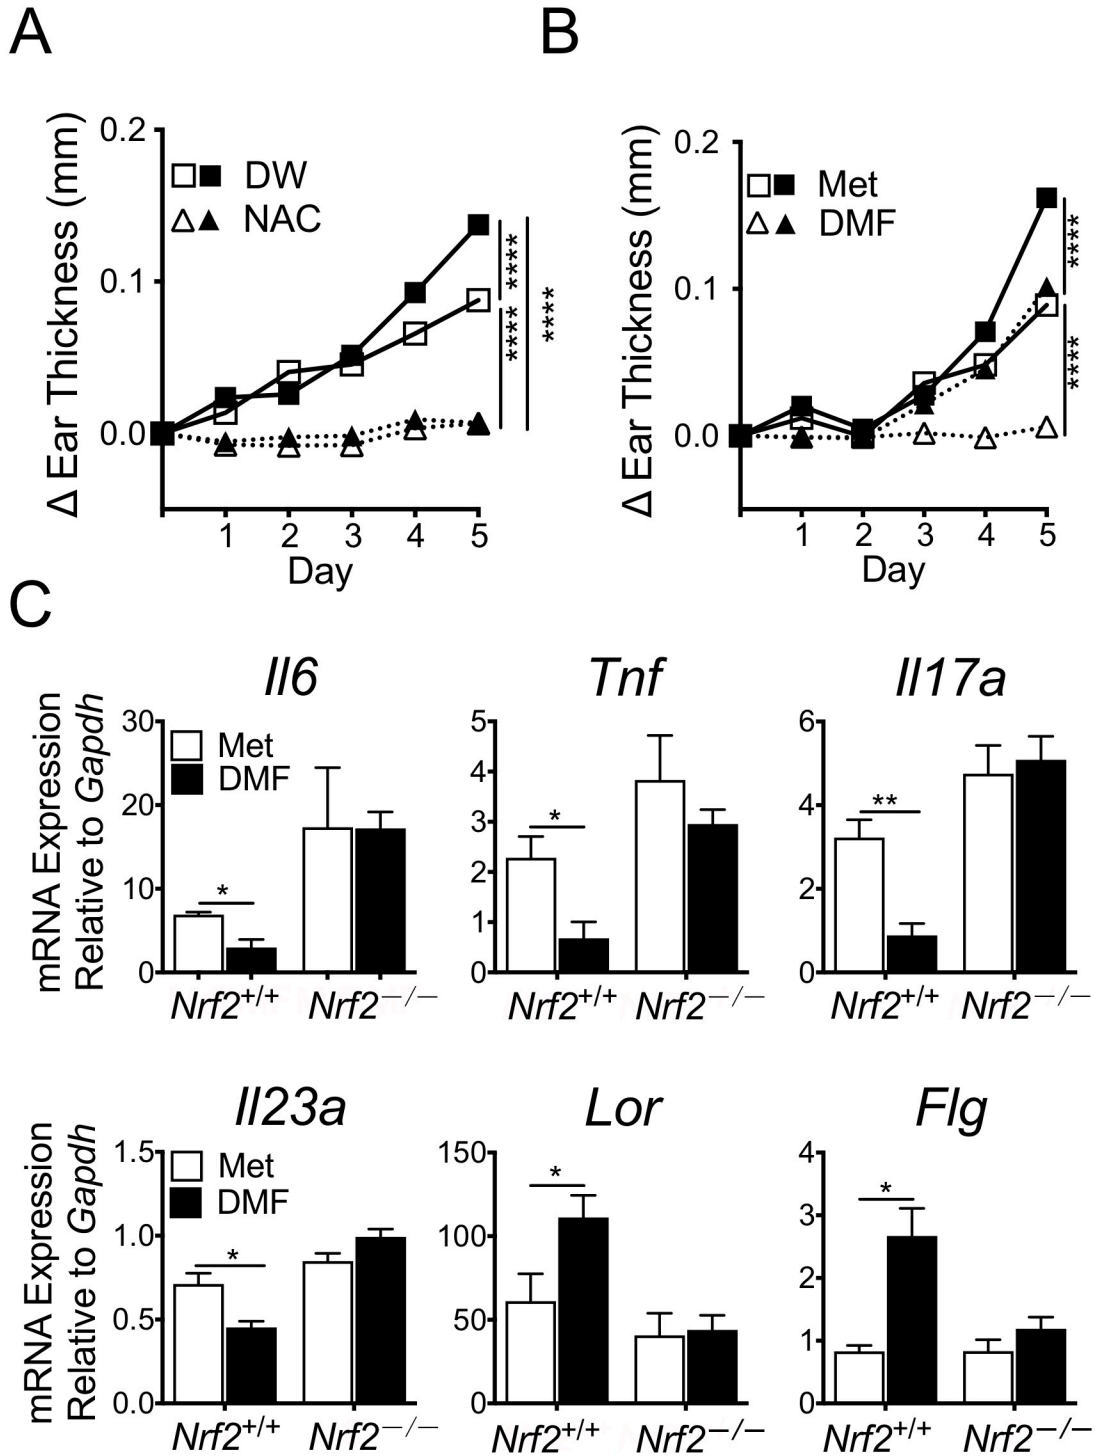 A
B
Δ Ear Thickness (mm)
0.2
0.1
0.0
DW
NAC
****
****
****
1 2 3 4 5
Day
Δ Ear Thickness (mm)
0.2
0.1
0.0
Met
DMF
****
****
1 2 3 4 5
Day
C
mRNA Expression
Relative to Gapdh
Il6
30
20
10
0
Met
DMF
*
Nrf2+/+ Nrf2−/−
Tnf
5
4
3
2
1
0
*
Nrf2+/+ Nrf2−/−
Il17a
6
4
2
0
**
Nrf2+/+ Nrf2−/−
mRNA Expression
Relative to Gapdh
Il23a
1.5
1.0
0.5
0.0
Met
DMF
*
Nrf2+/+ Nrf2−/−
Lor
150
100
50
0
*
Nrf2+/+ Nrf2−/−
Flg
4
3
2
1
0
*
Nrf2+/+ Nrf2−/−